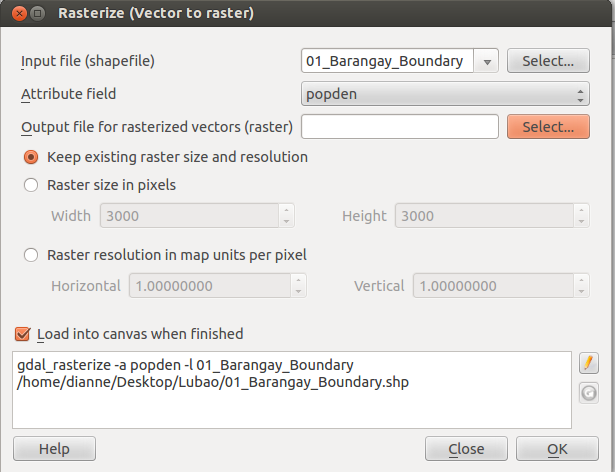 Rasterize (Vector to raster)
Input file (shapefile) 01_Barangay_Boundary Select...
Attribute field popden
Output file for rasterized vectors (raster) Select...
Keep existing raster size and resolution
Raster size in pixels
Width 3000 Height 3000
Raster resolution in map units per pixel
Horizontal 1.00000000 Vertical 1.00000000
Load into canvas when finished
gdal_rasterize -a popden -l 01_Barangay_Boundary
/home/dianne/Desktop/Lubao/01_Barangay_Boundary.shp
Help Close OK